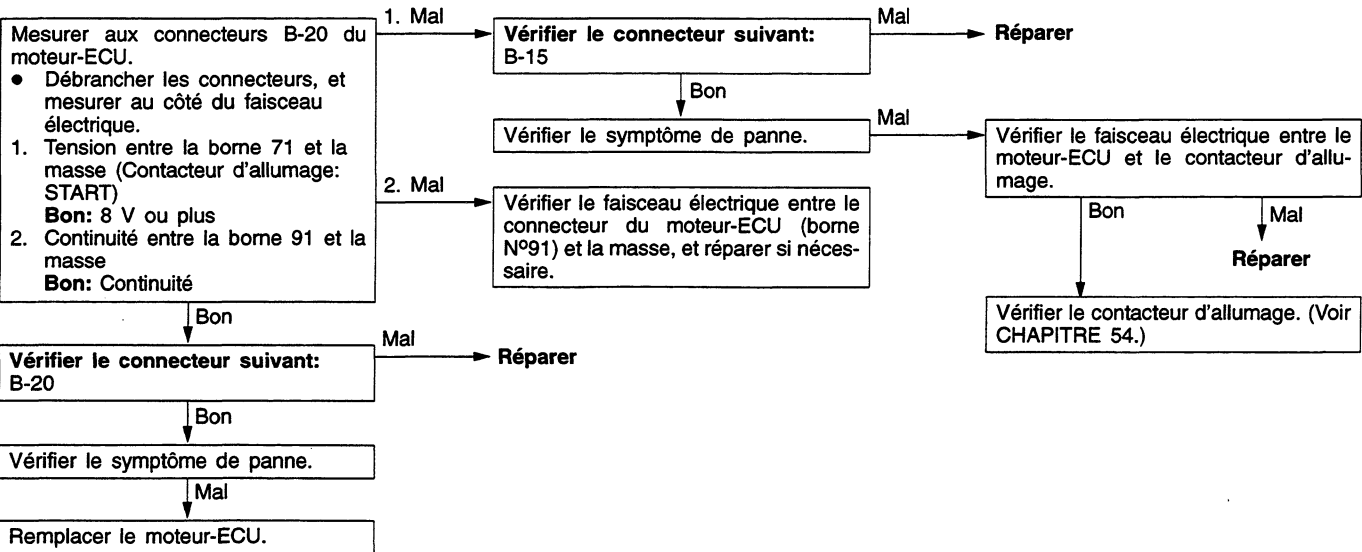 Mesurer aux connecteurs B-20 du
moteur-ECU.
● Débrancher les connecteurs, et
mesurer au côté du faisceau
électrique.
1. Tension entre la borne 71 et la
masse (Contacteur d'allumage:
START)
Bon: 8 V ou plus
2. Continuité entre la borne 91 et la
masse
Bon: Continuité
1. Mal
Vérifier le connecteur suivant:
B-15
Mal
Réparer
Bon
Vérifier le symptôme de panne.
Mal
Vérifier le faisceau électrique entre le
moteur-ECU et le contacteur d'allu-
mage.
Bon
Mal
Réparer
Vérifier le contacteur d'allumage. (Voir
CHAPITRE 54.)
2. Mal
Vérifier le faisceau électrique entre le
connecteur du moteur-ECU (borne
Nº91) et la masse, et réparer si néces-
saire.
Bon
Vérifier le connecteur suivant:
B-20
Mal
Réparer
Bon
Vérifier le symptôme de panne.
Mal
Remplacer le moteur-ECU.